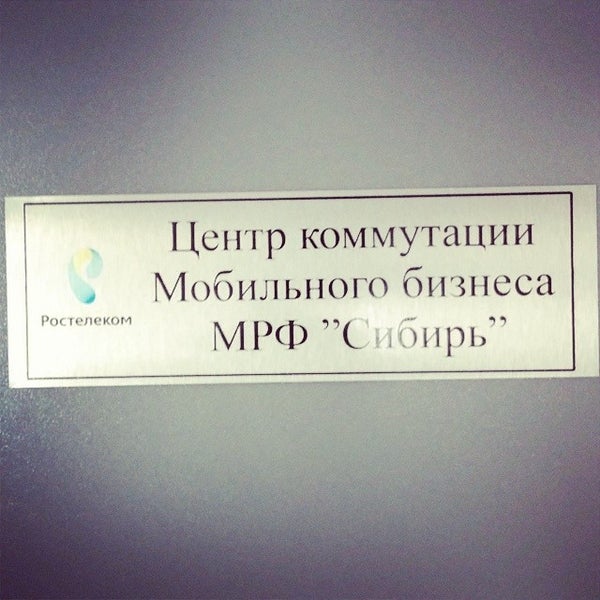 Ростелеком
Центр коммутации
Мобильного бизнеса
МРФ ”Сибирь”